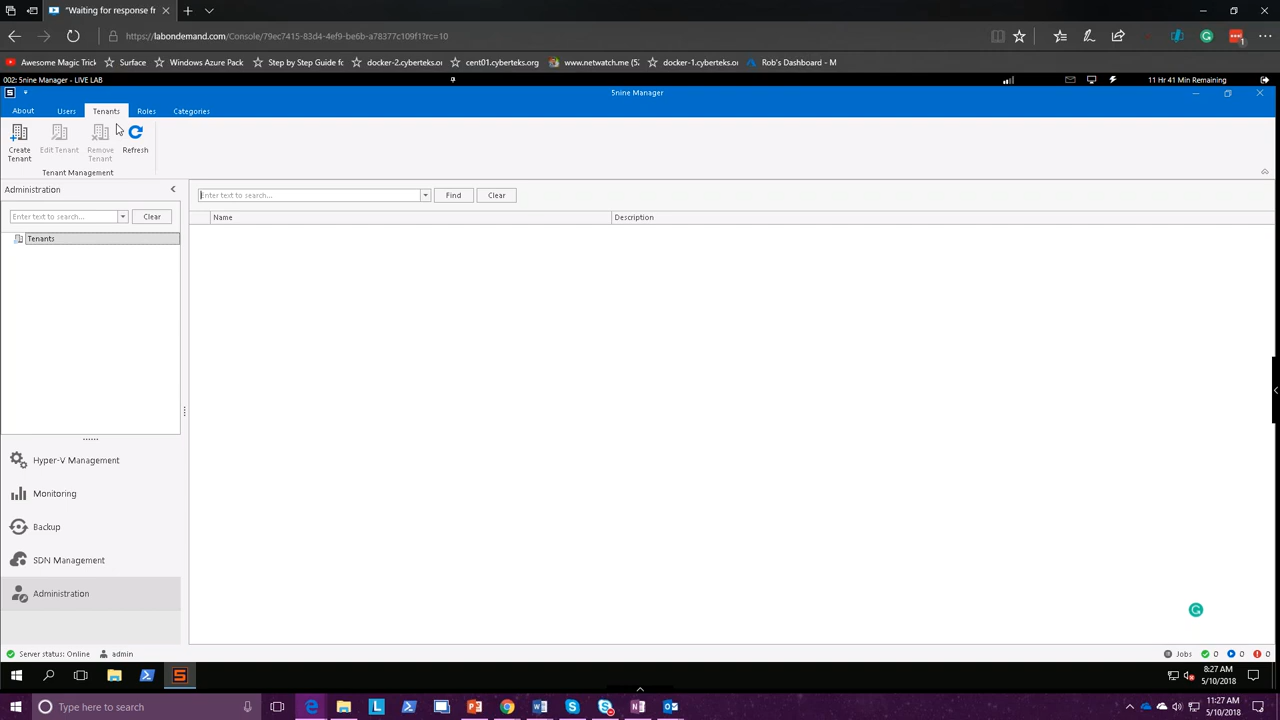 "Waiting for response fr
https://labondemand.com/Console/79ec7415-83d4-4ef9-be6b-a78377c109f1?rc=10
Awesome Magic Trick
Surface
Windows Azure Pack
Step by Step Guide fo
docker-2.cyberteks.co
cent01.cyberteks.org
www.netwatch.me (52
docker-1.cyberteks.co
Rob's Dashboard - M
002: 5nine Manager - LIVE LAB
11 Hr 41 Min Remaining
5nine Manager
About
Users
Tenants
Roles
Categories
Create Tenant
Edit Tenant
Remove Tenant
Refresh
Tenant Management
Administration
Enter text to search...
Find
Clear
Enter text to search...
Clear
Name
Description
Tenants
Hyper-V Management
Monitoring
Backup
SDN Management
Administration
Server status: Online
admin
Jobs
0
0
0
8:27 AM
5/10/2018
Type here to search
11:27 AM
5/10/2018